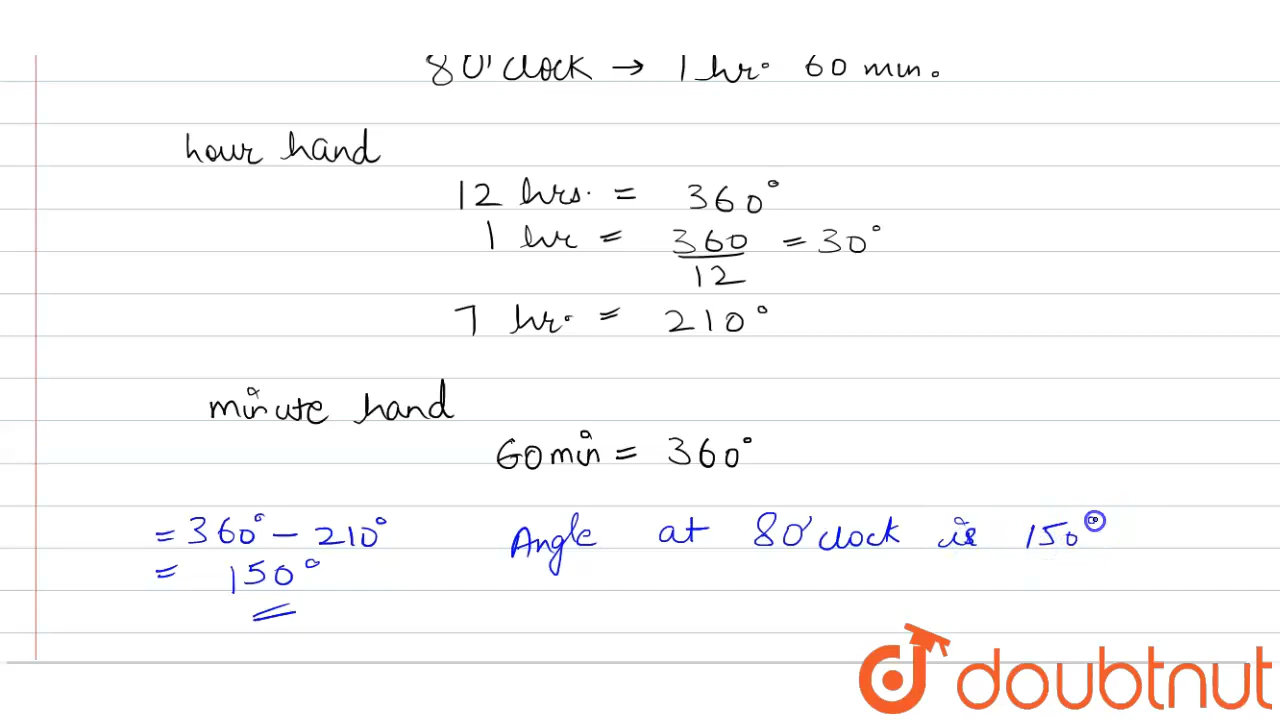 8 O'clock → 1 hr. 60 min.
hour hand
12 hrs. = 360°
1 hr = 360/12 = 30°
7 hr. = 210°
minute hand
60 min = 360°
= 360° - 210°
= 150°
Angle at 8 O'clock is 150°
doubtnut